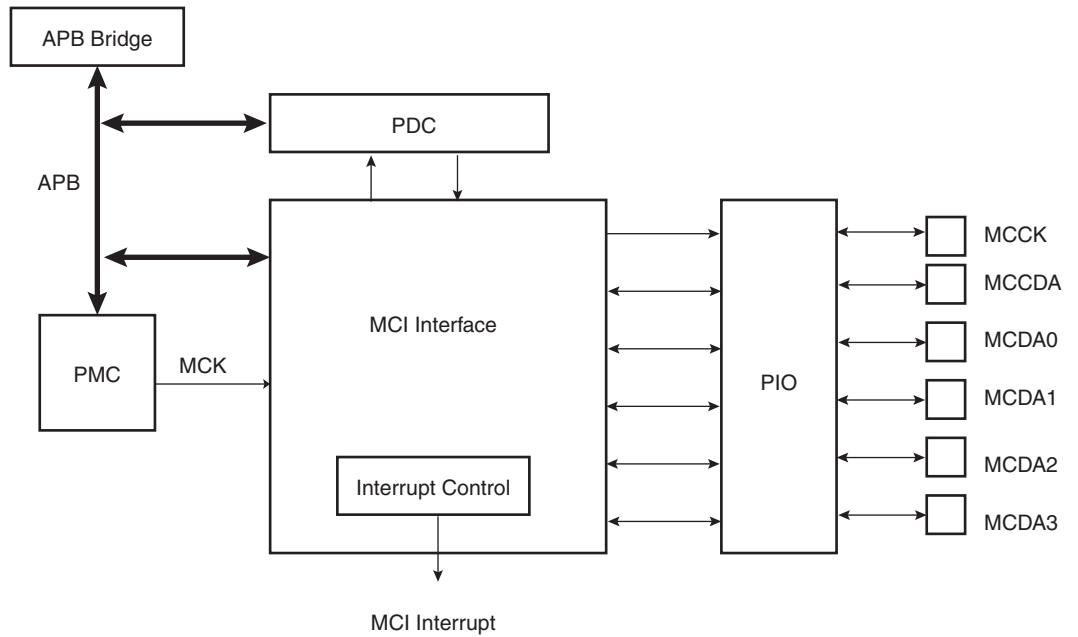 APB Bridge
PDC
APB
MCCK
MCCDA
MCI Interface
MCDA0
MCK
PMC
PIO
MCDA1
MCDA2
Interrupt Control
MCDA3
MCI Interrupt